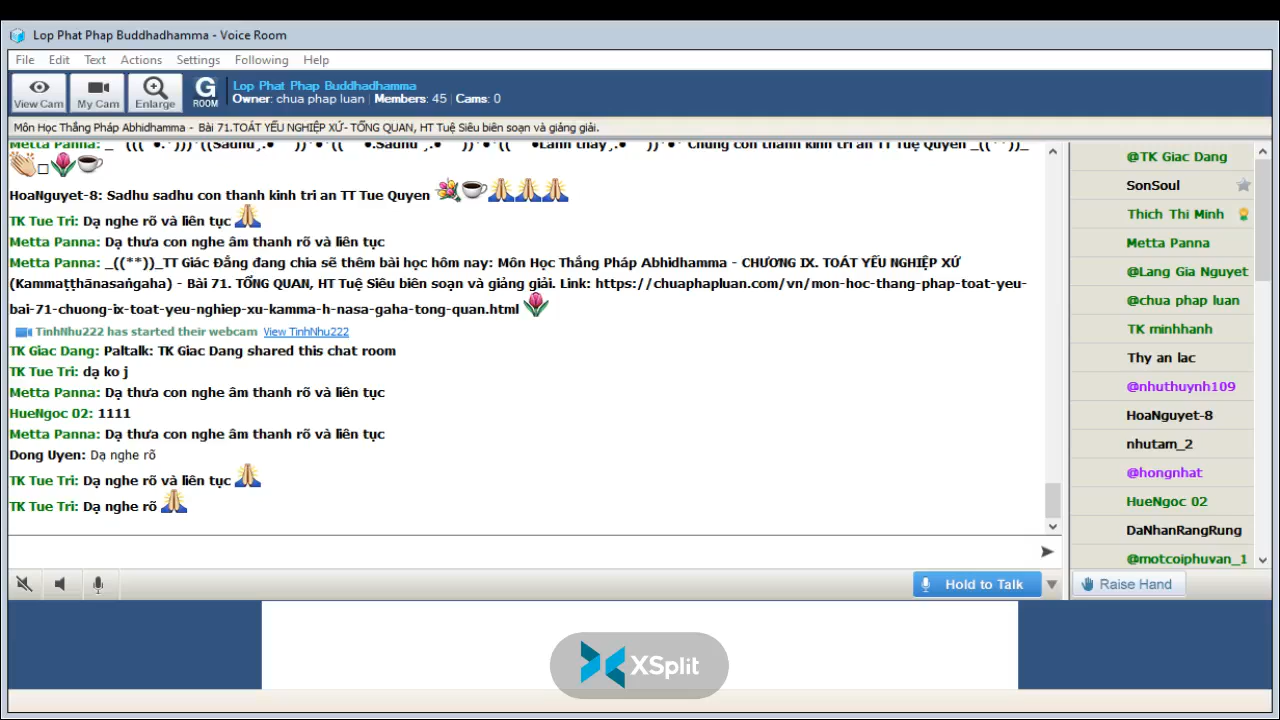 Lop Phat Phap Buddhadhamma - Voice Room
File Edit Text Actions Settings Following Help
View Cam My Cam Enlarge G ROOM
Lop Phat Phap Buddhadhamma
Owner: chua phap luan | Members: 45 | Cams: 0
Môn Học Thắng Pháp Abhidhamma - Bài 71.TOÁT YẾU NGHIỆP XỨ- TỔNG QUAN, HT Tuệ Siêu biên soạn và giảng giải.
Metta Panna:
HoaNguyet-8: Sadhu sadhu con thanh kinh tri an TT Tue Quyen
TK Tue Tri: Dạ nghe rõ và liên tục
Metta Panna: Dạ thưa con nghe âm thanh rõ và liên tục
Metta Panna: _((**))_TT Giác Đẳng đang chia sẽ thêm bài học hôm nay: Môn Học Thắng Pháp Abhidhamma - CHƯƠNG IX. TOÁT YẾU NGHIỆP XỨ
(Kammaṭṭhānasaṅgaha) - Bài 71. TỔNG QUAN, HT Tuệ Siêu biên soạn và giảng giải. Link: https://chuaphapluan.com/vn/mon-hoc-thang-phap-toat-yeu-
bai-71-chuong-ix-toat-yeu-nghiep-xu-kamma-h-nasa-gaha-tong-quan.html
TinhNhu222 has started their webcam View TinhNhu222
TK Giac Dang: Paltalk: TK Giac Dang shared this chat room
TK Tue Tri: dạ ko j
Metta Panna: Dạ thưa con nghe âm thanh rõ và liên tục
HueNgoc 02: 1111
Metta Panna: Dạ thưa con nghe âm thanh rõ và liên tục
Dong Uyen: Dạ nghe rõ
TK Tue Tri: Dạ nghe rõ và liên tục
TK Tue Tri: Dạ nghe rõ
@TK Giac Dang
SonSoul
Thich Thi Minh
Metta Panna
@Lang Gia Nguyet
@chua phap luan
TK minhhanh
Thy an lac
@nhuthuynh109
HoaNguyet-8
nhutam_2
@hongnhat
HueNgoc 02
DaNhanRangRung
@motcoiphuvan_1
Hold to Talk
Raise Hand
XSplit